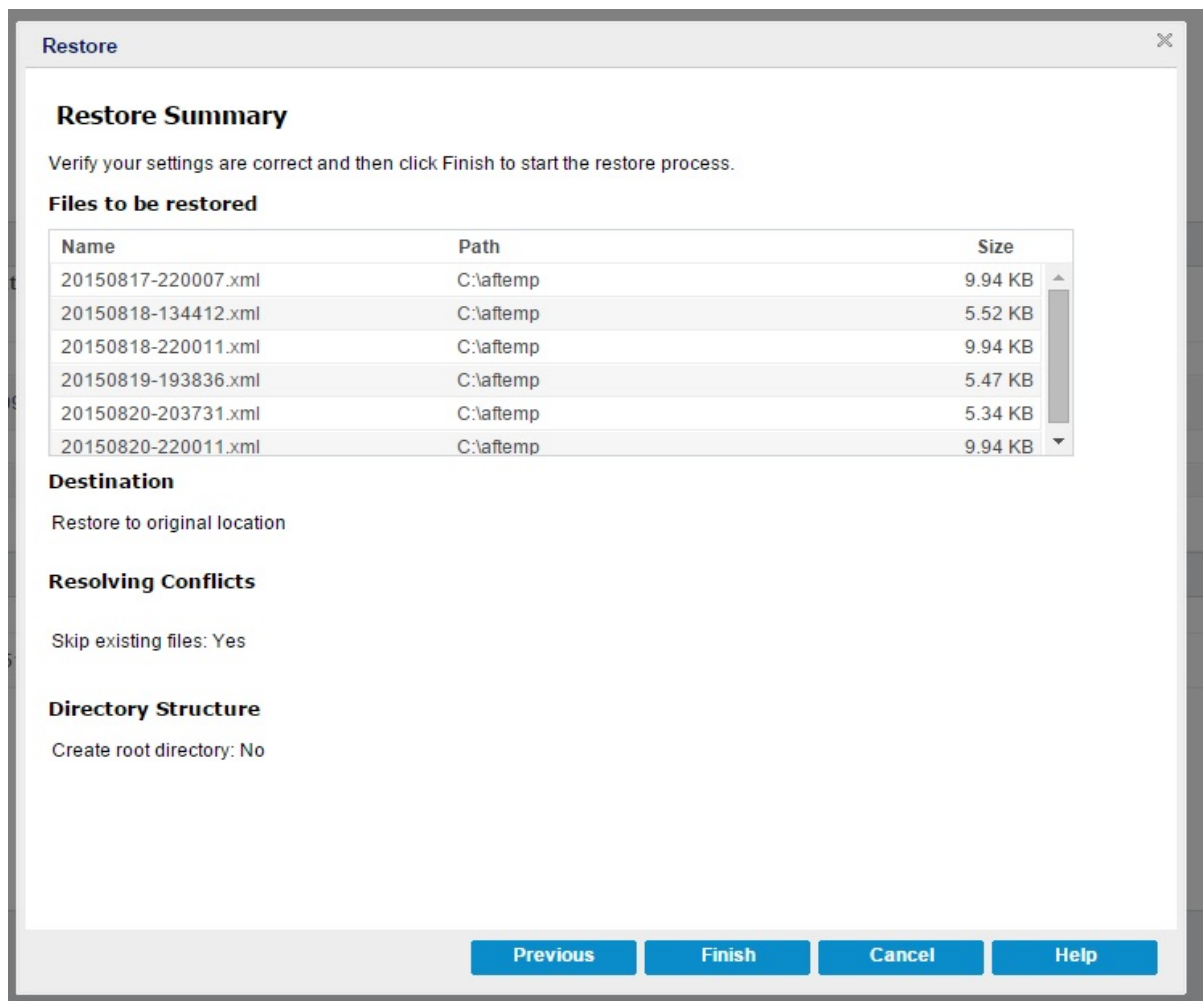 Restore
Restore Summary
Verify your settings are correct and then click Finish to start the restore process.
Files to be restored
Name Path Size
20150817-220007.xml C:\aftemp 9.94 KB
20150818-134412.xml C:\aftemp 5.52 KB
20150818-220011.xml C:\aftemp 9.94 KB
20150819-193836.xml C:\aftemp 5.47 KB
20150820-203731.xml C:\aftemp 5.34 KB
20150820-220011.xml C:\aftemp 9.94 KB
Destination
Restore to original location
Resolving Conflicts
Skip existing files: Yes
Directory Structure
Create root directory: No
Previous Finish Cancel Help